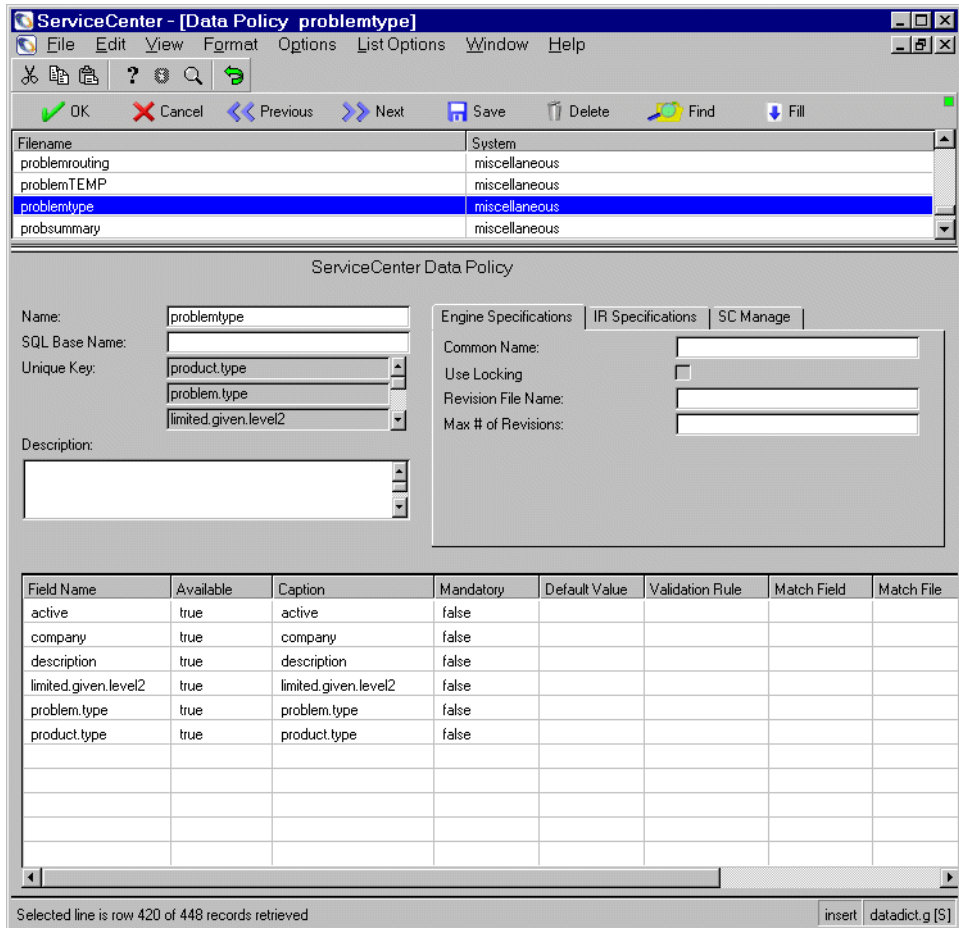 ServiceCenter - [Data Policy problemtype]
File Edit View Format Options List Options Window Help
OK Cancel Previous Next Save Delete Find Fill
Filename System
problemrouting miscellaneous
problemTEMP miscellaneous
problemtype miscellaneous
probsummary miscellaneous
ServiceCenter Data Policy
Name: problemtype
SQL Base Name:
Unique Key: product.type
problem.type
limited.given.level2
Description:
Engine Specifications IR Specifications SC Manage
Common Name:
Use Locking
Revision File Name:
Max # of Revisions:
Field Name Available Caption Mandatory Default Value Validation Rule Match Field Match File
active true active false
company true company false
description true description false
limited.given.level2 true limited.given.level2 false
problem.type true problem.type false
product.type true product.type false
Selected line is row 420 of 448 records retrieved insert datadict.g [S]